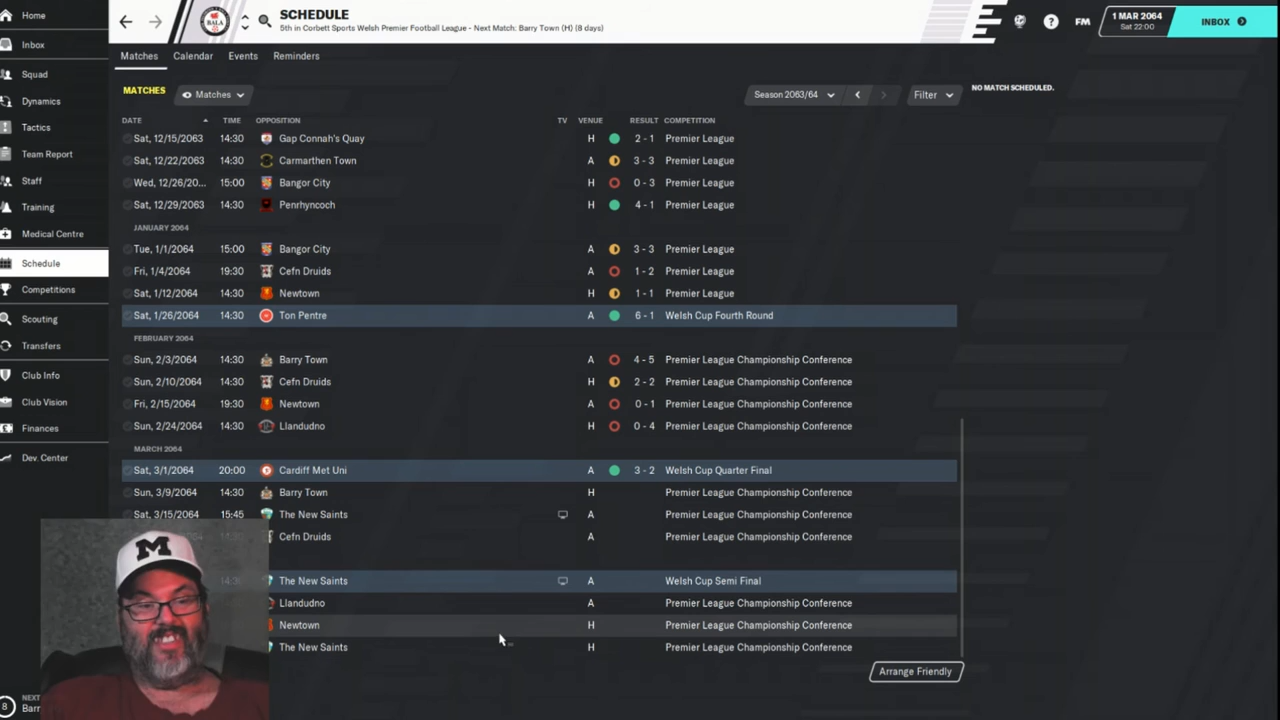 Home
SCHEDULE
5th in Corbett Sports Welsh Premier Football League - Next Match: Barry Town (H) (8 days)
BALA
FM
1 MAR 2064
Sat 22:00
INBOX
Inbox
Squad
Dynamics
Tactics
Team Report
Staff
Training
Medical Centre
Schedule
Competitions
Scouting
Transfers
Club Info
Club Vision
Finances
Dev. Center
Matches Calendar Events Reminders
MATCHES Matches Season 2063/64 Filter NO MATCH SCHEDULED.
DATE TIME OPPOSITION TV VENUE RESULT COMPETITION
Sat, 12/15/2063 14:30 Gap Connah's Quay H 2 - 1 Premier League
Sat, 12/22/2063 14:30 Carmarthen Town A 3 - 3 Premier League
Wed, 12/26/20... 15:00 Bangor City H 0 - 3 Premier League
Sat, 12/29/2063 14:30 Penrhyncoch H 4 - 1 Premier League
JANUARY 2064
Tue, 1/1/2064 15:00 Bangor City A 3 - 3 Premier League
Fri, 1/4/2064 19:30 Cefn Druids A 1 - 2 Premier League
Sat, 1/12/2064 14:30 Newtown H 1 - 1 Premier League
Sat, 1/26/2064 14:30 Ton Pentre A 6 - 1 Welsh Cup Fourth Round
FEBRUARY 2064
Sun, 2/3/2064 14:30 Barry Town A 4 - 5 Premier League Championship Conference
Sun, 2/10/2064 14:30 Cefn Druids H 2 - 2 Premier League Championship Conference
Fri, 2/15/2064 19:30 Newtown A 0 - 1 Premier League Championship Conference
Sun, 2/24/2064 14:30 Llandudno H 0 - 4 Premier League Championship Conference
MARCH 2064
Sat, 3/1/2064 20:00 Cardiff Met Uni A 3 - 2 Welsh Cup Quarter Final
Sun, 3/9/2064 14:30 Barry Town H Premier League Championship Conference
Sat, 3/15/2064 15:45 The New Saints A Premier League Championship Conference
Cefn Druids A Premier League Championship Conference
The New Saints A Welsh Cup Semi Final
Llandudno A Premier League Championship Conference
Newtown H Premier League Championship Conference
The New Saints H Premier League Championship Conference
Arrange Friendly
M
8
NEXT
Barr